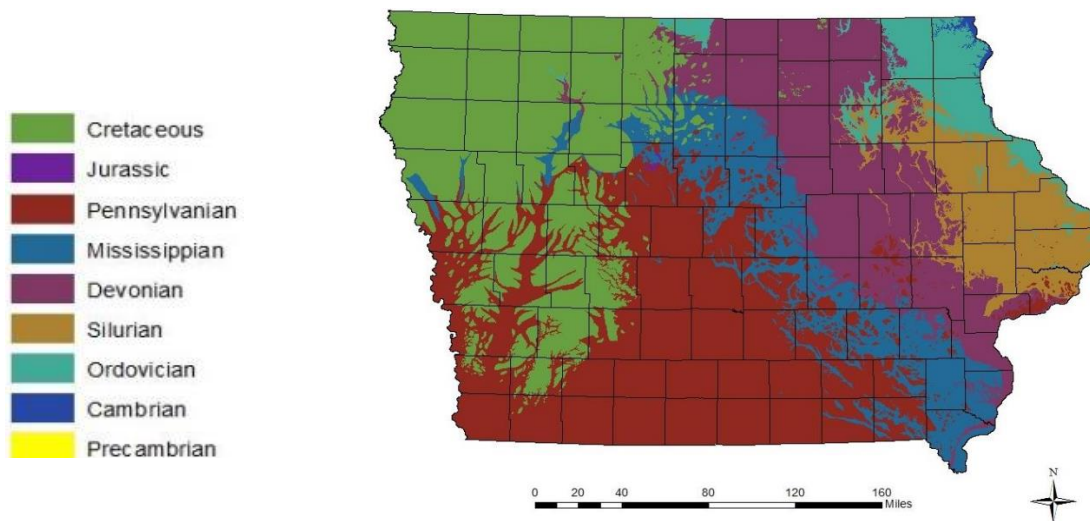 Cretaceous
Jurassic
Pennsylvanian
Mississippian
Devonian
Silurian
Ordovician
Cambrian
Precambrian
N
0 20 40 80 120 160
Miles